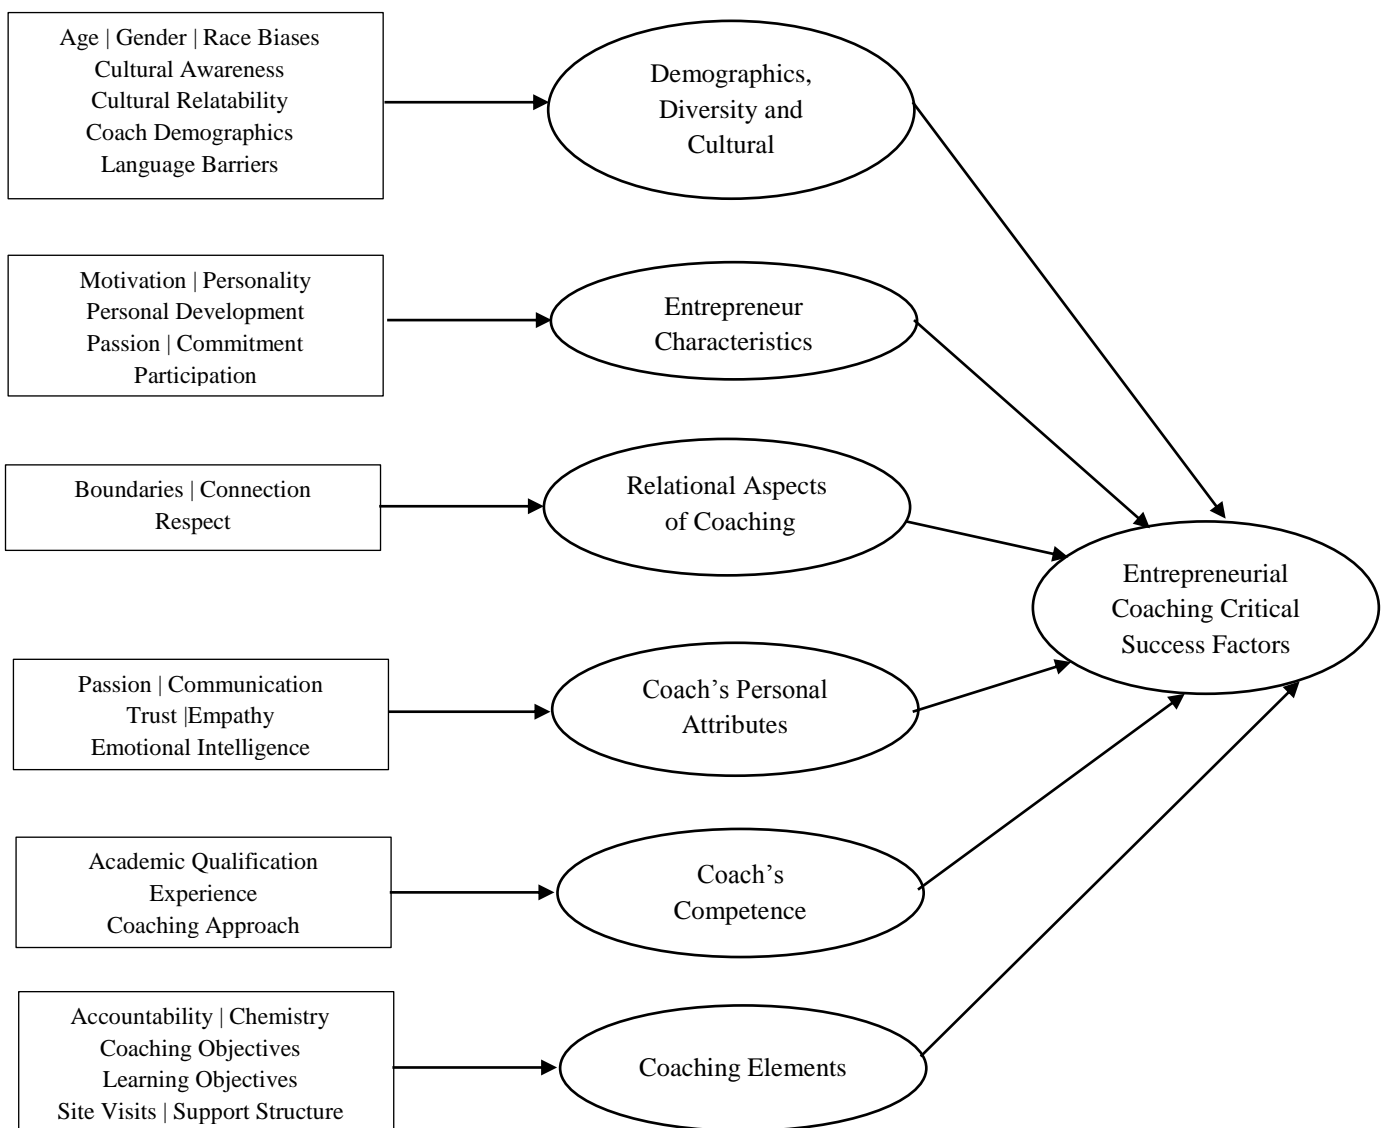 Age | Gender | Race Biases
Cultural Awareness
Cultural Relatability
Coach Demographics
Language Barriers
Demographics,
Diversity and
Cultural
Motivation | Personality
Personal Development
Passion | Commitment
Participation
Entrepreneur
Characteristics
Boundaries | Connection
Respect
Relational Aspects
of Coaching
Entrepreneurial
Coaching Critical
Success Factors
Passion | Communication
Trust |Empathy
Emotional Intelligence
Coach’s Personal
Attributes
Academic Qualification
Experience
Coaching Approach
Coach’s
Competence
Accountability | Chemistry
Coaching Objectives
Learning Objectives
Site Visits | Support Structure
Coaching Elements